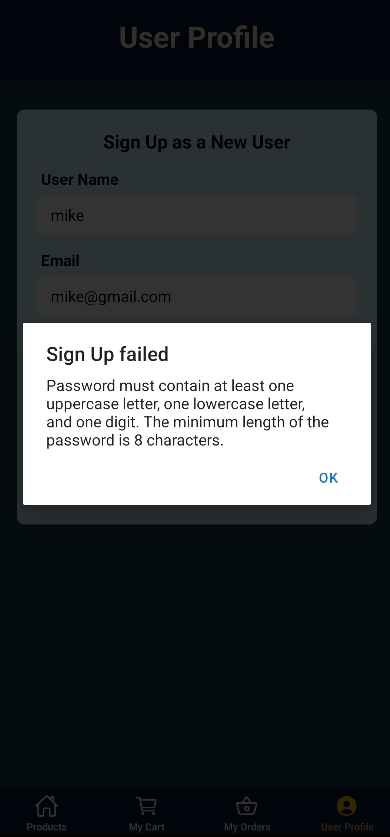 User Profile
Sign Up as a New User
User Name
mike
Email
mike@gmail.com
Sign Up failed
Password must contain at least one
uppercase letter, one lowercase letter,
and one digit. The minimum length of the
password is 8 characters.
OK
Products
My Cart
My Orders
User Profile